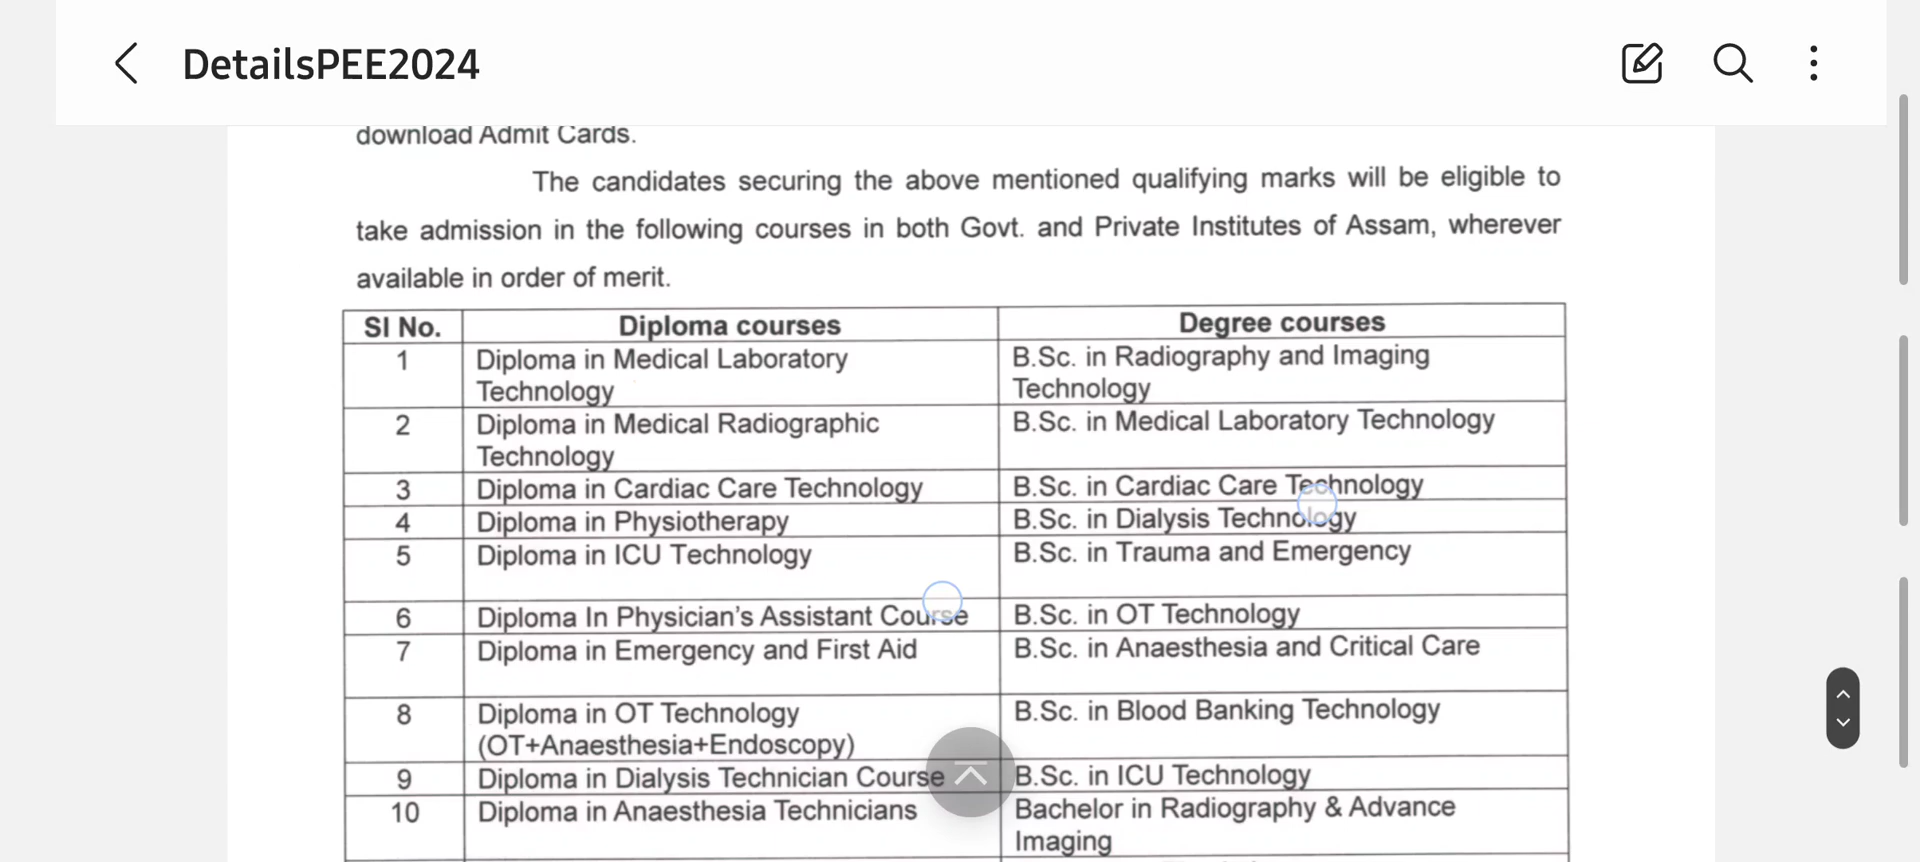 DetailsPEE2024
download Admit Cards.
The candidates securing the above mentioned qualifying marks will be eligible to
take admission in the following courses in both Govt. and Private Institutes of Assam, wherever
available in order of merit.
Sl No. Diploma courses Degree courses
1 Diploma in Medical Laboratory B.Sc. in Radiography and Imaging
Technology Technology
2 Diploma in Medical Radiographic B.Sc. in Medical Laboratory Technology
Technology
3 Diploma in Cardiac Care Technology B.Sc. in Cardiac Care Technology
4 Diploma in Physiotherapy B.Sc. in Dialysis Technology
5 Diploma in ICU Technology B.Sc. in Trauma and Emergency
6 Diploma In Physician's Assistant Course B.Sc. in OT Technology
7 Diploma in Emergency and First Aid B.Sc. in Anaesthesia and Critical Care
8 Diploma in OT Technology B.Sc. in Blood Banking Technology
(OT+Anaesthesia+Endoscopy)
9 Diploma in Dialysis Technician Course B.Sc. in ICU Technology
10 Diploma in Anaesthesia Technicians Bachelor in Radiography & Advance
Imaging